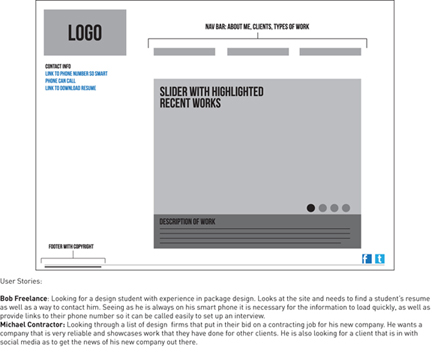 LOGO
NAV BAR: ABOUT ME, CLIENTS, TYPES OF WORK
CONTACT INFO
LINK TO PHONE NUMBER SO SMART
PHONE CAN CALL
LINK TO DOWNLOAD RESUME
SLIDER WITH HIGHLIGHTED
RECENT WORKS
DESCRIPTION OF WORK
FOOTER WITH COPYRIGHT
f t
User Stories:
Bob Freelance: Looking for a design student with experience in package design. Looks at the site and needs to find a student's resume
as well as a way to contact him. Seeing as he is always on his smart phone it is necessary for the information to load quickly, as well as
provide links to their phone number so it can be called easily to set up an interview.
Michael Contractor: Looking through a list of design firms that put in their bid on a contracting job for his new company. He wants a
company that is very reliable and showcases work that they have done for other clients. He is also looking for a client that is in with
social media as to get the news of his new company out there.